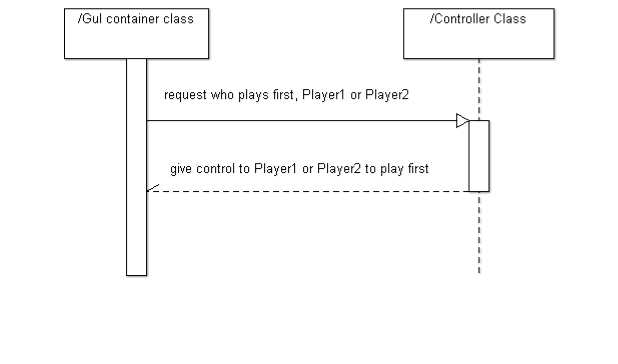 /Gul container class
/Controller Class
request who plays first, Player1 or Player2
give control to Player1 or Player2 to play first